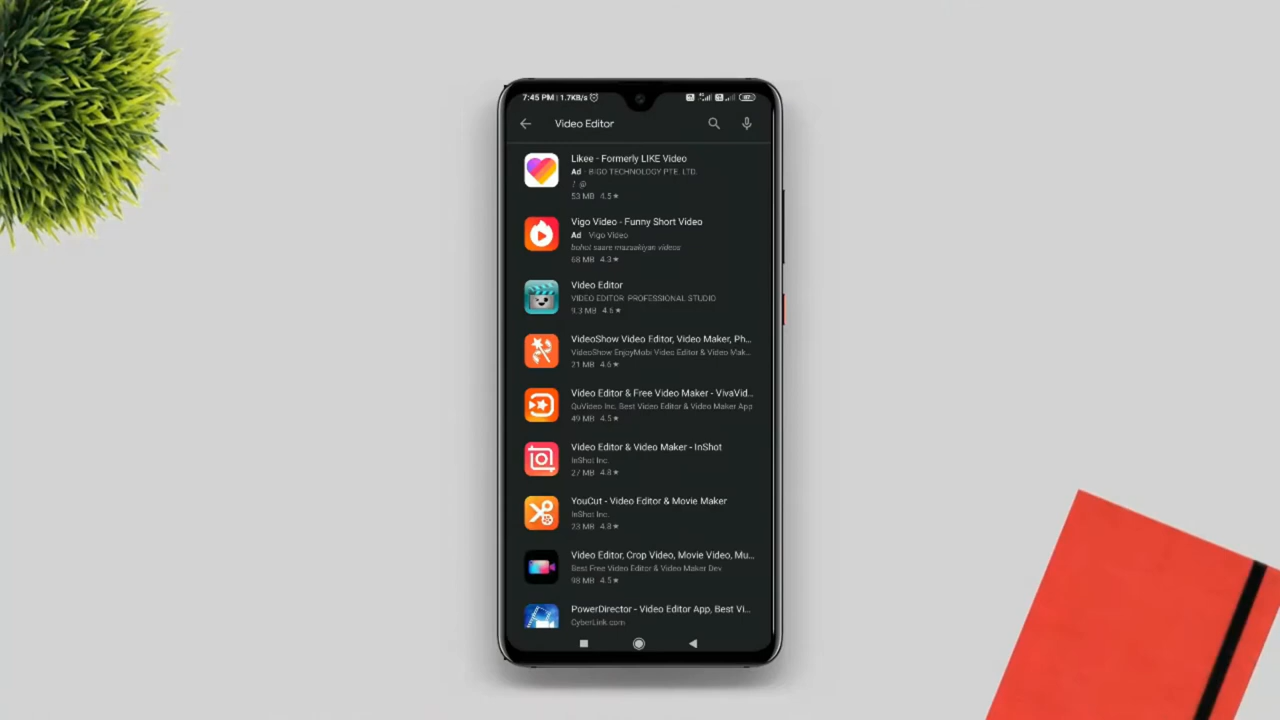 7:45 PM | 1.7KB/s
Video Editor
Likee - Formerly LIKE Video
Ad · BIGO TECHNOLOGY PTE. LTD.
/ @
53 MB 4.5★
Vigo Video - Funny Short Video
Ad · Vigo Video
bohot saare mazaakiyan videos
68 MB 4.3★
Video Editor
VIDEO EDITOR PROFESSIONAL STUDIO
9.3 MB 4.6★
VideoShow Video Editor, Video Maker, Ph...
VideoShow EnjoyMobi Video Editor & Video Mak...
21 MB 4.6★
Video Editor & Free Video Maker - VivaVid...
QuVideo Inc. Best Video Editor & Video Maker App
49 MB 4.5★
Video Editor & Video Maker - InShot
InShot Inc.
27 MB 4.8★
YouCut - Video Editor & Movie Maker
InShot Inc.
23 MB 4.8★
Video Editor, Crop Video, Movie Video, Mu...
Best Free Video Editor & Video Maker Dev
98 MB 4.5★
PowerDirector - Video Editor App, Best Vi...
CyberLink.com